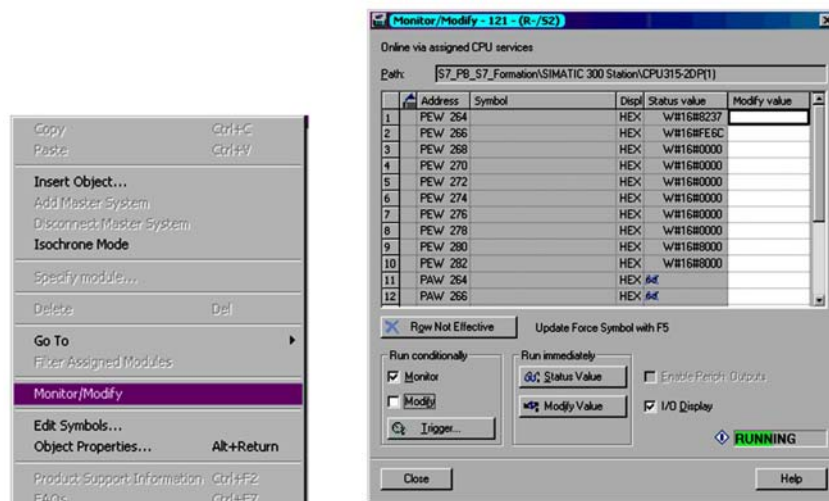 Copy Ctrl+C
Paste Ctrl+V
Insert Object...
Add Master System
Disconnect Master System
Isochrone Mode
Specify module...
Delete Del
Go To
Filter Assigned Modules
Monitor/Modify
Edit Symbols...
Object Properties... Alt+Return
Product Support Information Ctrl+F2
FAQs Ctrl+F7
Monitor/Modify - 121 - (R-/S2)
Online via assigned CPU services
Path: S7_PB_S7_Formation\SIMATIC 300 Station\CPU315-2DP(1)
Address Symbol Displ Status value Modify value
1 PEW 264 HEX W#16#8237
2 PEW 266 HEX W#16#FE6C
3 PEW 268 HEX W#16#0000
4 PEW 270 HEX W#16#0000
5 PEW 272 HEX W#16#0000
6 PEW 274 HEX W#16#0000
7 PEW 276 HEX W#16#0000
8 PEW 278 HEX W#16#0000
9 PEW 280 HEX W#16#8000
10 PEW 282 HEX W#16#8000
11 PAW 264 HEX
12 PAW 266 HEX
Row Not Effective Update Force Symbol with F5
Run conditionally Run immediately
Monitor Status Value Enable Periph. Outputs
Modify Modify Value I/O Display
Trigger...
RUNNING
Close Help